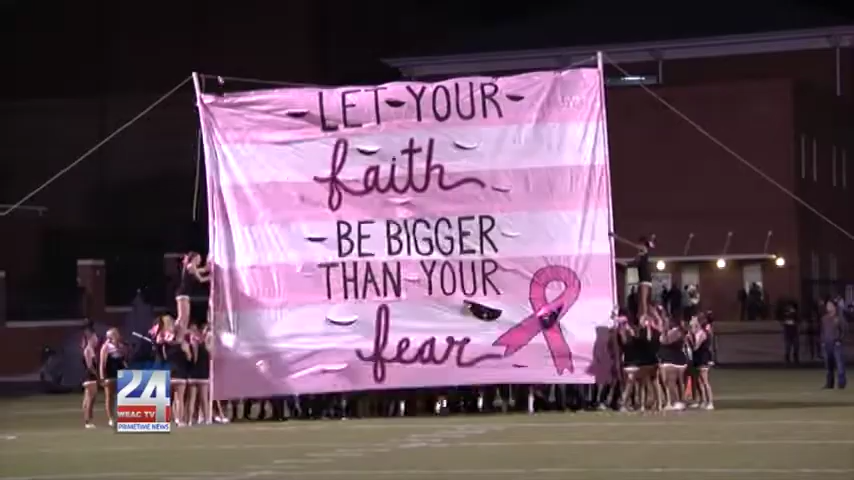 -LET-YOUR-
faith
-BE BIGGER-
THAN YOUR
fear
24
WEAC TV
PRIMETIME NEWS